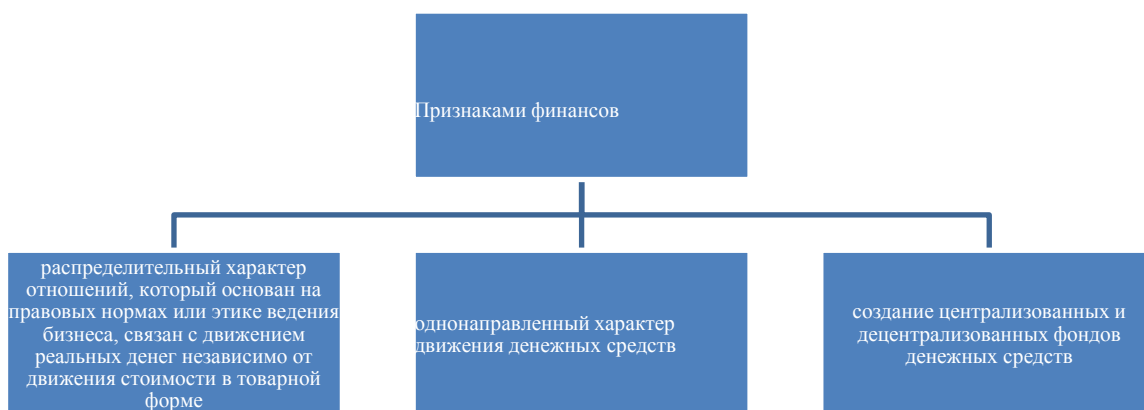 Признаками финансов
распределительный характер
отношений, который основан на
правовых нормах или этике ведения
бизнеса, связан с движением
реальных денег независимо от
движения стоимости в товарной
форме
однонаправленный характер
движения денежных средств
создание централизованных и
децентрализованных фондов
денежных средств